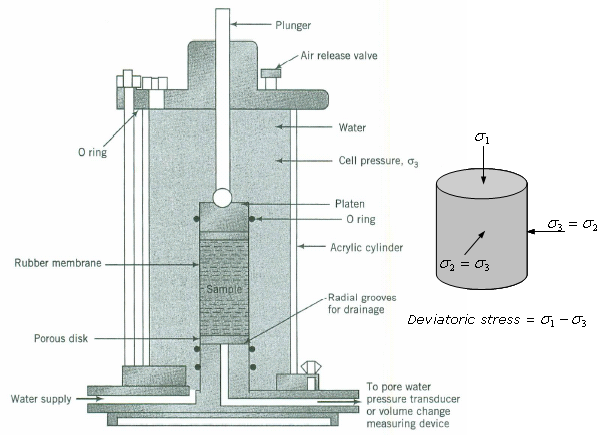 Plunger
Air release valve
Water
O ring
Cell pressure, σ₃
Platen
O ring
Acrylic cylinder
Rubber membrane
Sample
Radial grooves
for drainage
Porous disk
Water supply
To pore water
pressure transducer
or volume change
measuring device
σ₁
σ₃ = σ₂
σ₂ = σ₃
Deviatoric stress = σ₁ − σ₃